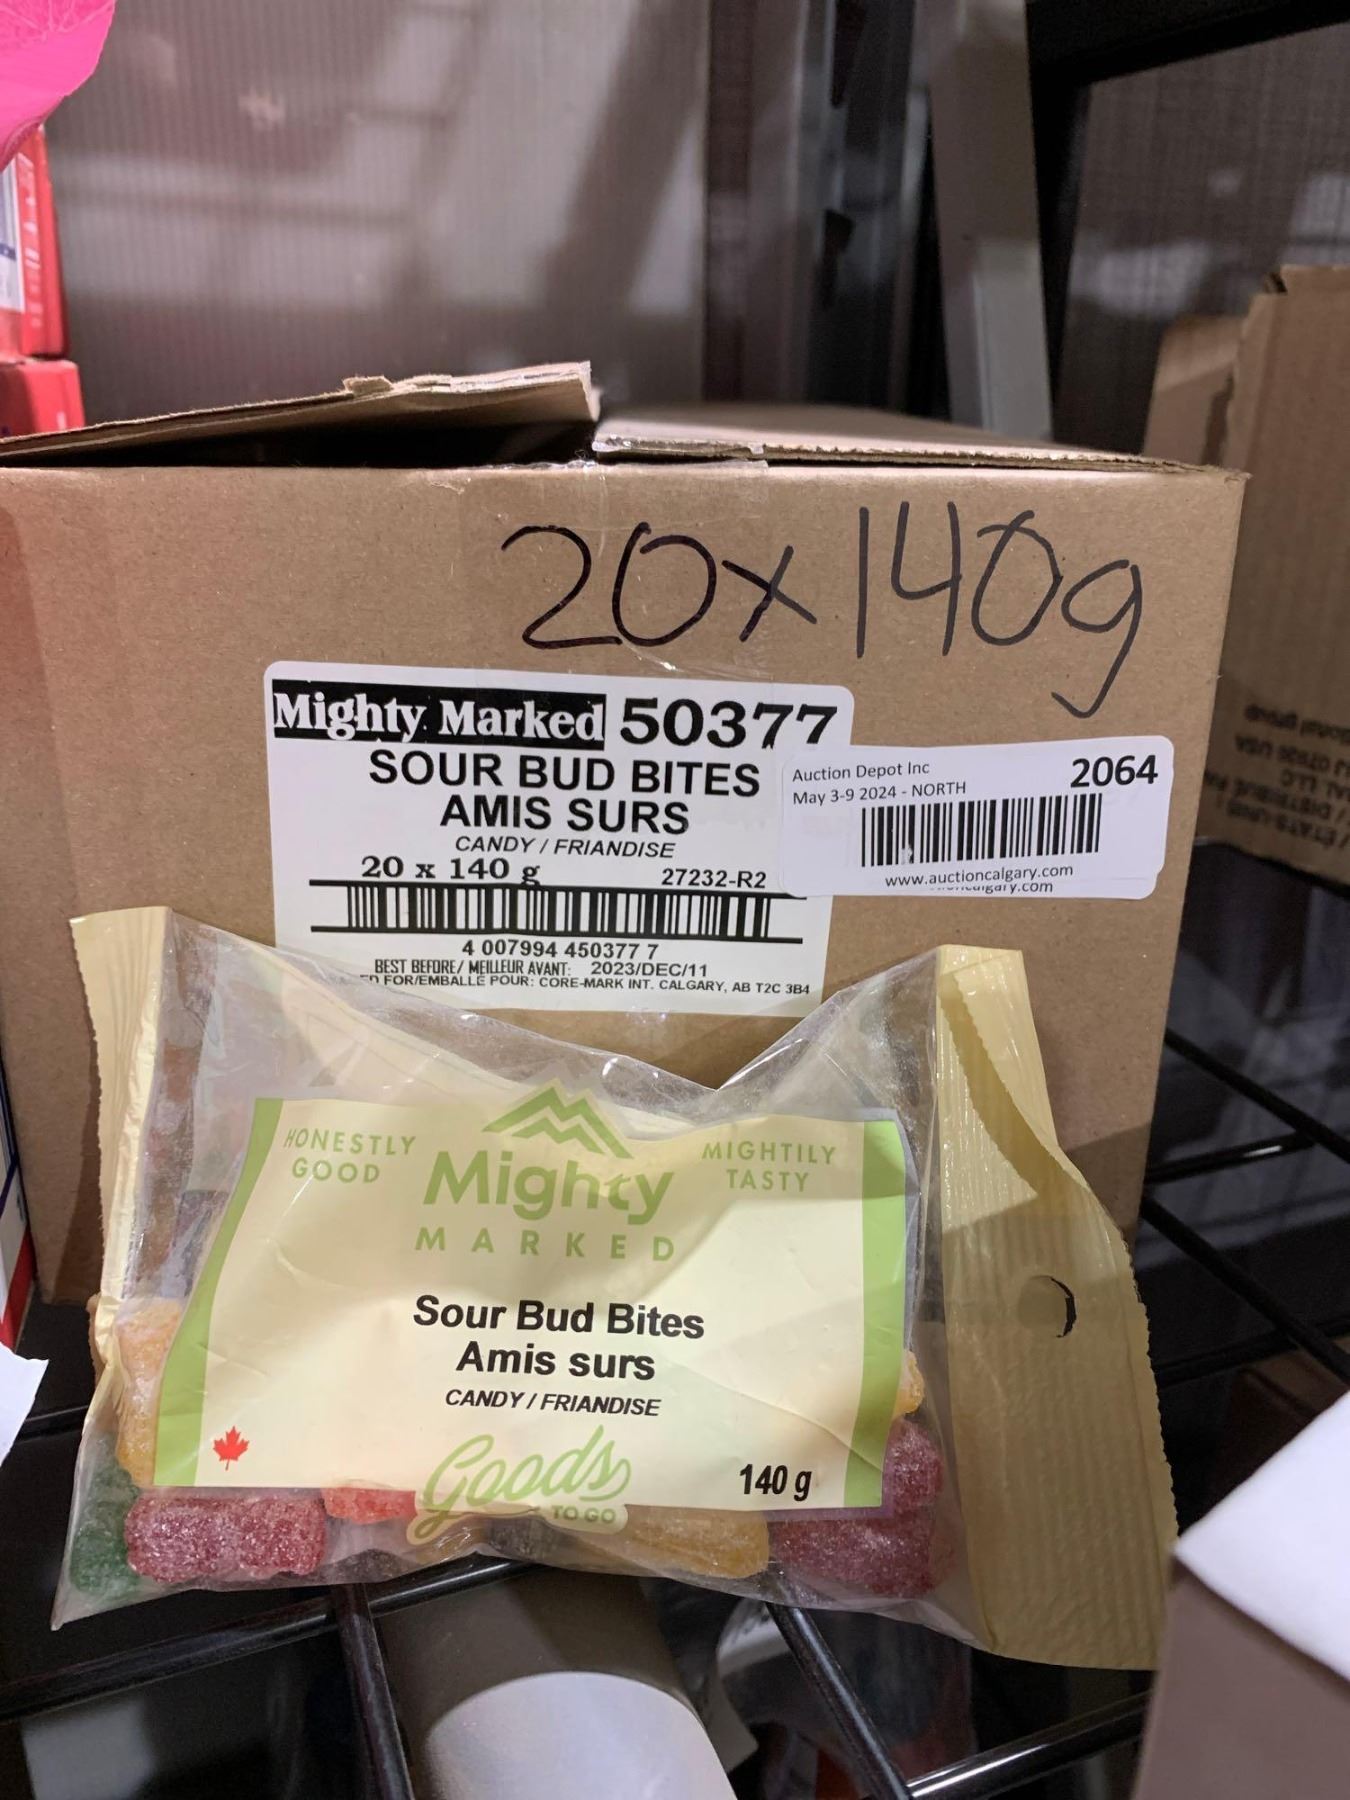 20x140g
Mighty Marked 50377
SOUR BUD BITES
AMIS SURS
CANDY / FRIANDISE
20 x 140 g 27232-R2
4 007994 450377 7
BEST BEFORE/ MEILLEUR AVANT: 2023/DEC/11
FOR/EMBALLÉ POUR: CORE-MARK INT. CALGARY, AB T2C 3B4
Auction Depot Inc 2064
May 3-9 2024 - NORTH
www.auctioncalgary.com
HONESTLY
GOOD
Mighty
MARKED
MIGHTILY
TASTY
Sour Bud Bites
Amis surs
CANDY / FRIANDISE
Goods
TO GO
140 g